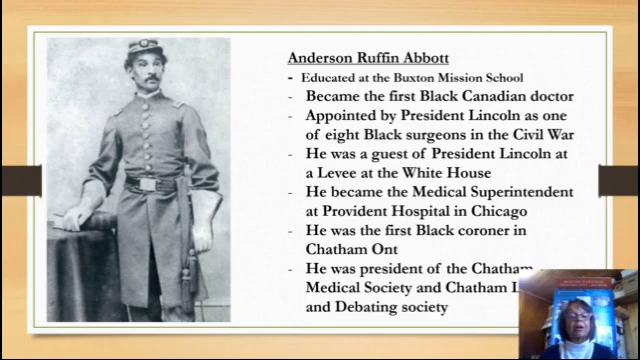 Anderson Ruffin Abbott
- Educated at the Buxton Mission School
- Became the first Black Canadian doctor
- Appointed by President Lincoln as one
of eight Black surgeons in the Civil War
- He was a guest of President Lincoln at
a Levee at the White House
- He became the Medical Superintendent
at Provident Hospital in Chicago
- He was the first Black coroner in
Chatham Ont
- He was president of the Chatham
Medical Society and Chatham
and Debating society